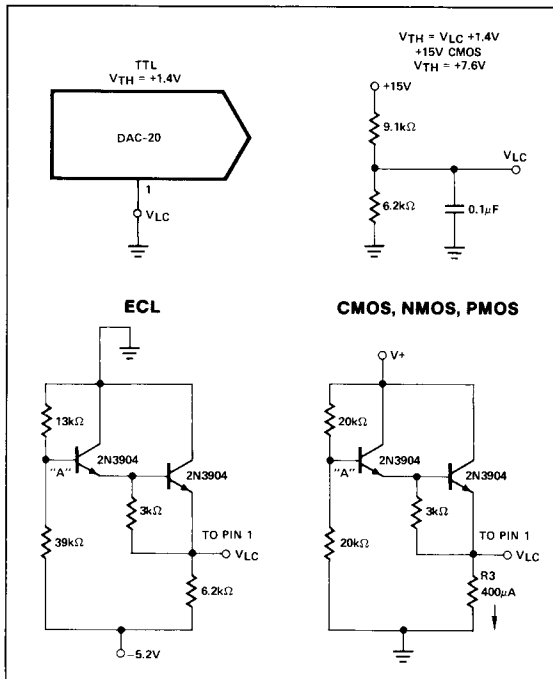 TTL
VTH = +1.4V
DAC-20
1
VLC
VTH = VLC +1.4V
+15V CMOS
VTH = +7.6V
+15V
9.1kΩ
VLC
6.2kΩ
0.1µF
ECL
13kΩ
2N3904
"A"
2N3904
3kΩ
39kΩ
TO PIN 1
VLC
6.2kΩ
−5.2V
CMOS, NMOS, PMOS
V+
20kΩ
2N3904
"A"
2N3904
3kΩ
20kΩ
TO PIN 1
VLC
R3
400µA